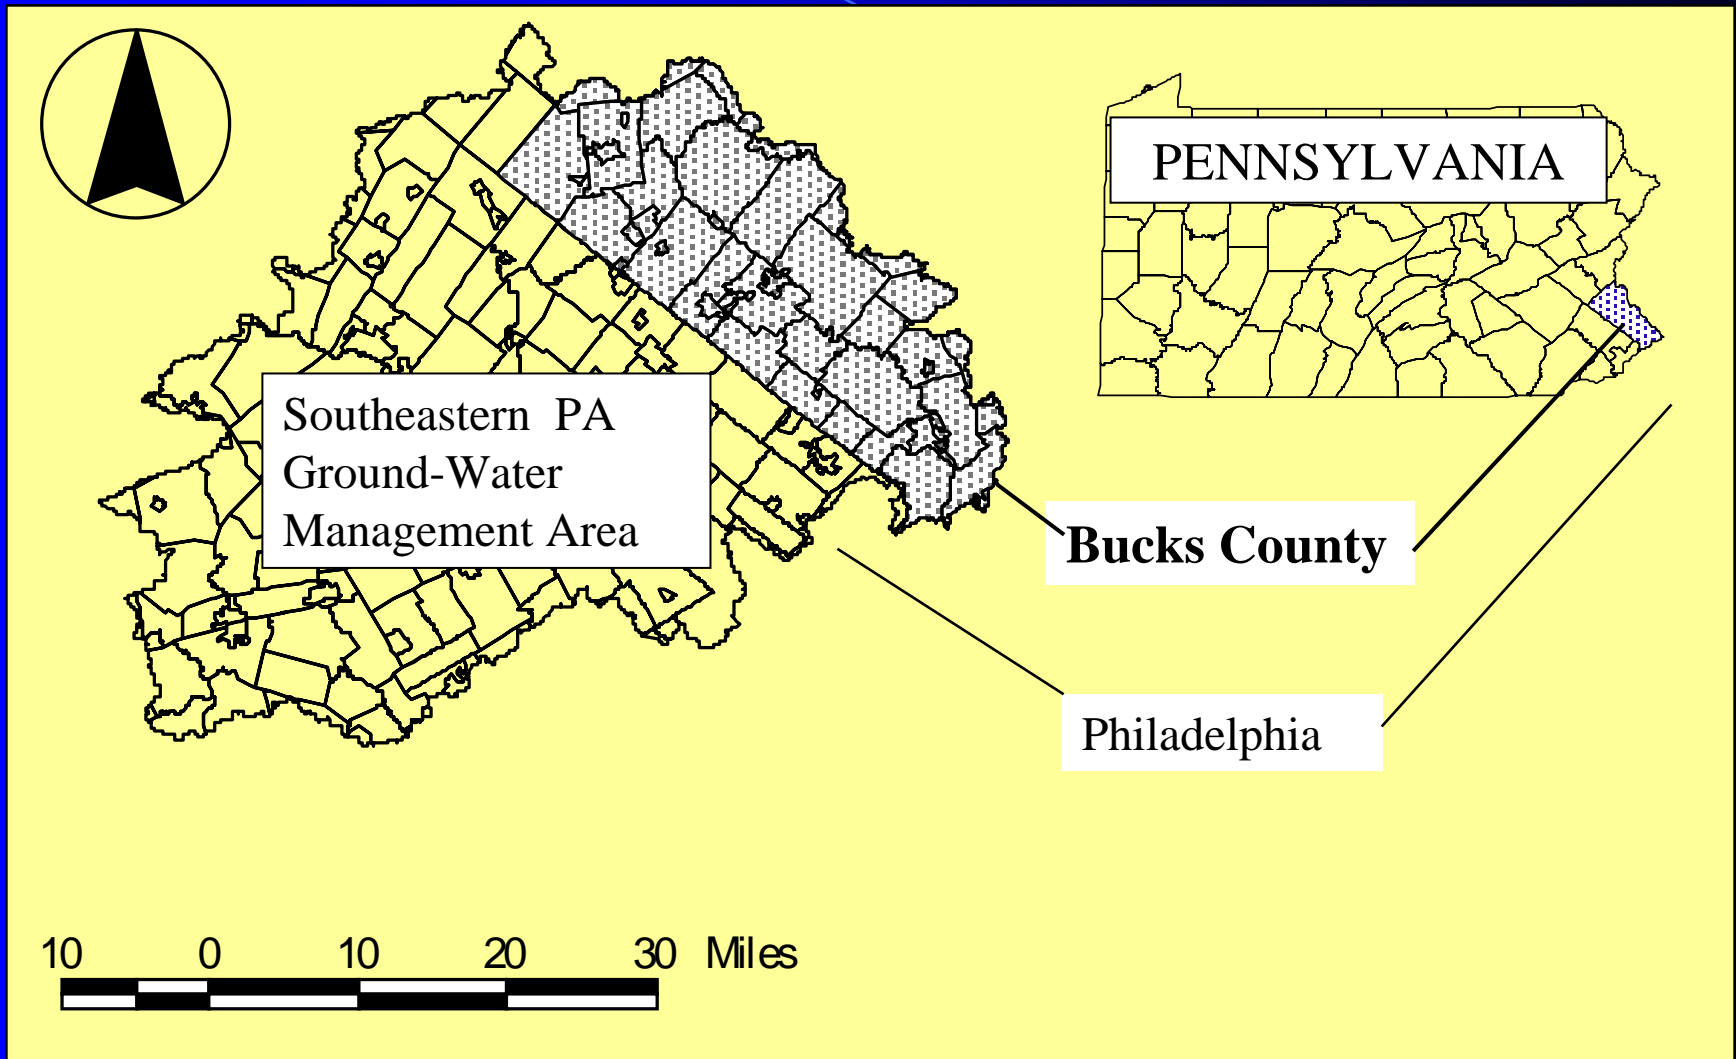 PENNSYLVANIA
Southeastern PA
Ground-Water
Management Area
Bucks County
Philadelphia
10 0 10 20 30 Miles